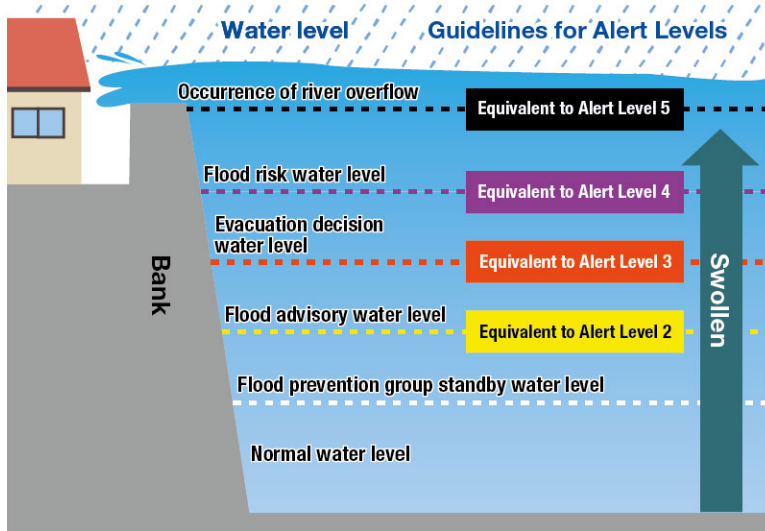 Water level
Guidelines for Alert Levels
Occurrence of river overflow
Equivalent to Alert Level 5
Flood risk water level
Equivalent to Alert Level 4
Evacuation decision
water level
Equivalent to Alert Level 3
Flood advisory water level
Equivalent to Alert Level 2
Flood prevention group standby water level
Normal water level
Bank
Swollen